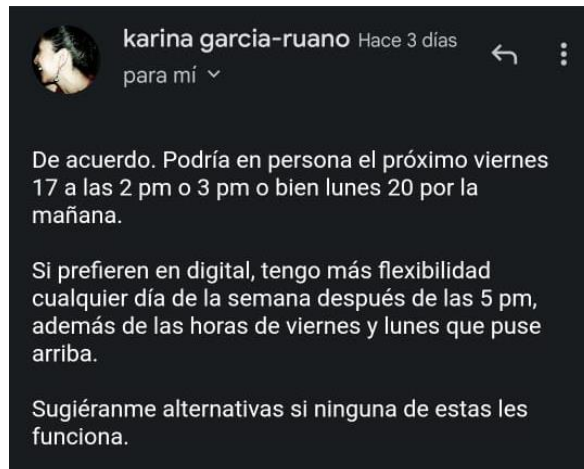 karina garcia-ruano Hace 3 días
para mí
De acuerdo. Podría en persona el próximo viernes
17 a las 2 pm o 3 pm o bien lunes 20 por la
mañana.
Si prefieren en digital, tengo más flexibilidad
cualquier día de la semana después de las 5 pm,
además de las horas de viernes y lunes que puse
arriba.
Sugiéranme alternativas si ninguna de estas les
funciona.